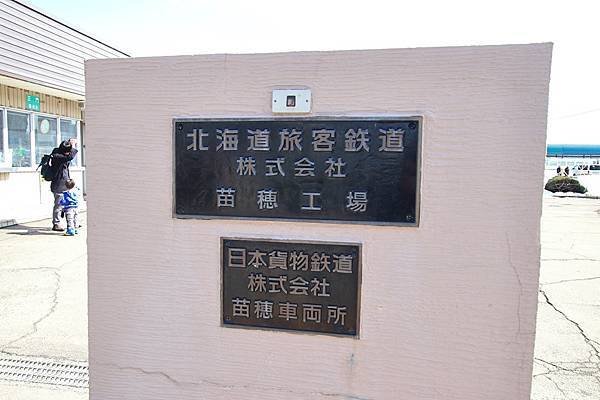 北海道旅客鉄道
株式会社
苗穂工場
日本貨物鉄道
株式会社
苗穂車両所